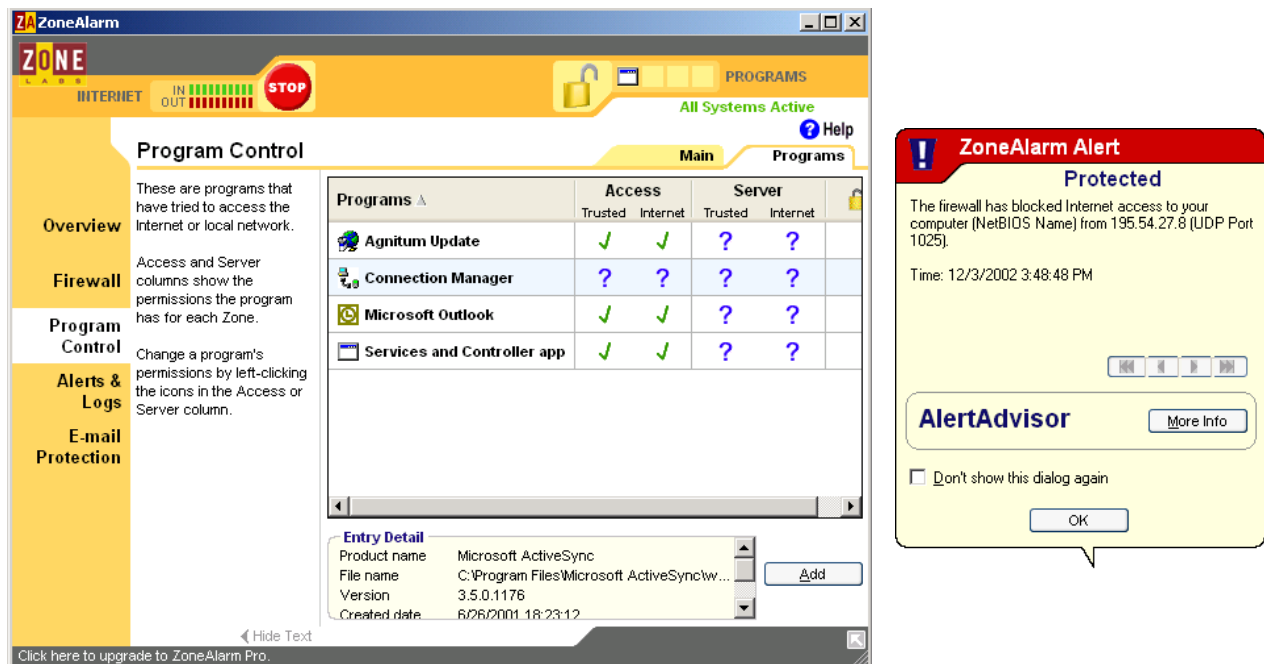 ZA ZoneAlarm
ZONE
LABS
INTERNET
IN
OUT
STOP
PROGRAMS
All Systems Active
? Help
Program Control
Main
Programs
Overview
Firewall
Program
Control
Alerts &
Logs
E-mail
Protection
These are programs that
have tried to access the
Internet or local network.
Access and Server
columns show the
permissions the program
has for each Zone.
Change a program's
permissions by left-clicking
the icons in the Access or
Server column.
Programs Access Server
Trusted Internet Trusted Internet
Agnitum Update ? ?
Connection Manager ? ? ? ?
Microsoft Outlook ? ?
Services and Controller app ? ?
Entry Detail
Product name Microsoft ActiveSync
File name C:\Program Files\Microsoft ActiveSync\w...
Version 3.5.0.1176
Created date 6/26/2001 18:23:12
Add
Hide Text
Click here to upgrade to ZoneAlarm Pro.
! ZoneAlarm Alert
Protected
The firewall has blocked Internet access to your
computer (NetBIOS Name) from 195.54.27.8 (UDP Port
1025).
Time: 12/3/2002 3:48:48 PM
AlertAdvisor
More Info
Don't show this dialog again
OK